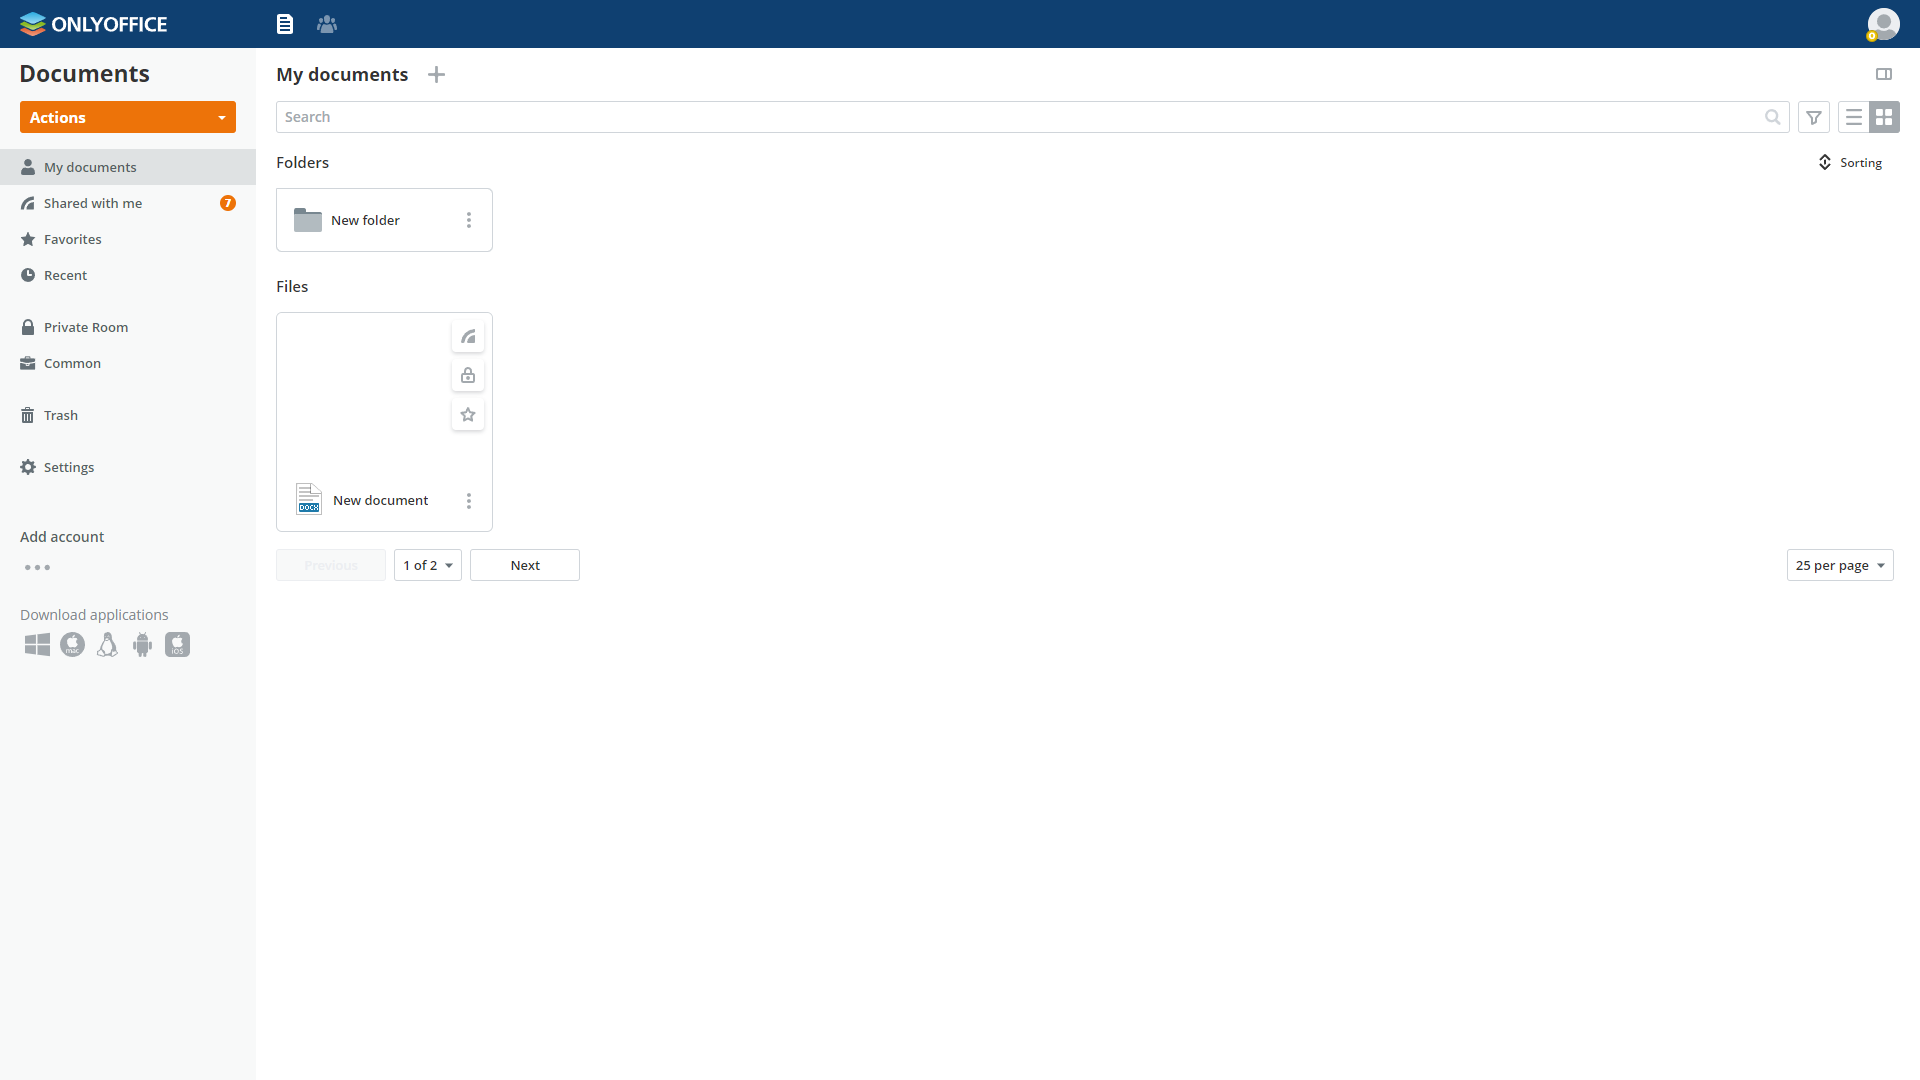 ONLYOFFICE
Documents
Actions
My documents
Shared with me 7
Favorites
Recent
Private Room
Common
Trash
Settings
Add account
Download applications
mac
iOS
My documents
Search
Folders
Sorting
New folder
Files
DOCX
New document
Previous
1 of 2
Next
25 per page